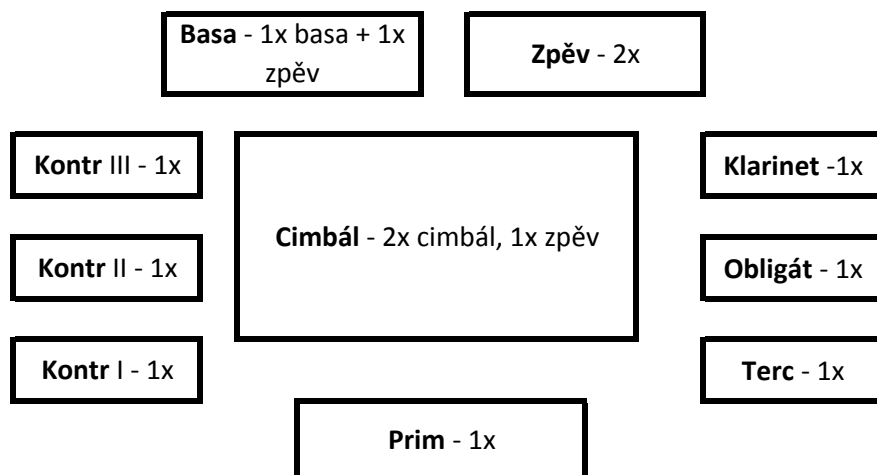 Basa - 1x basa + 1x
zpěv
Zpěv - 2x
Kontr III - 1x
Klarinet -1x
Cimbál - 2x cimbál, 1x zpěv
Kontr II - 1x
Obligát - 1x
Kontr I - 1x
Terc - 1x
Prim - 1x